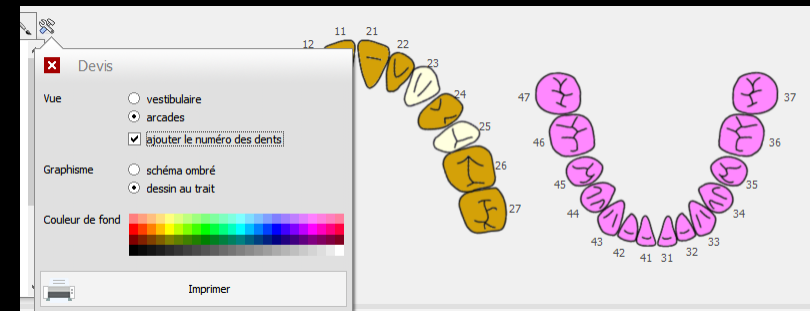 Devis
Vue
vestibulaire
arcades
ajouter le numéro des dents
Graphisme
schéma ombré
dessin au trait
Couleur de fond
Imprimer
12
11
21
22
23
24
25
26
27
47
46
45
44
43
42
41
31
32
33
34
35
36
37